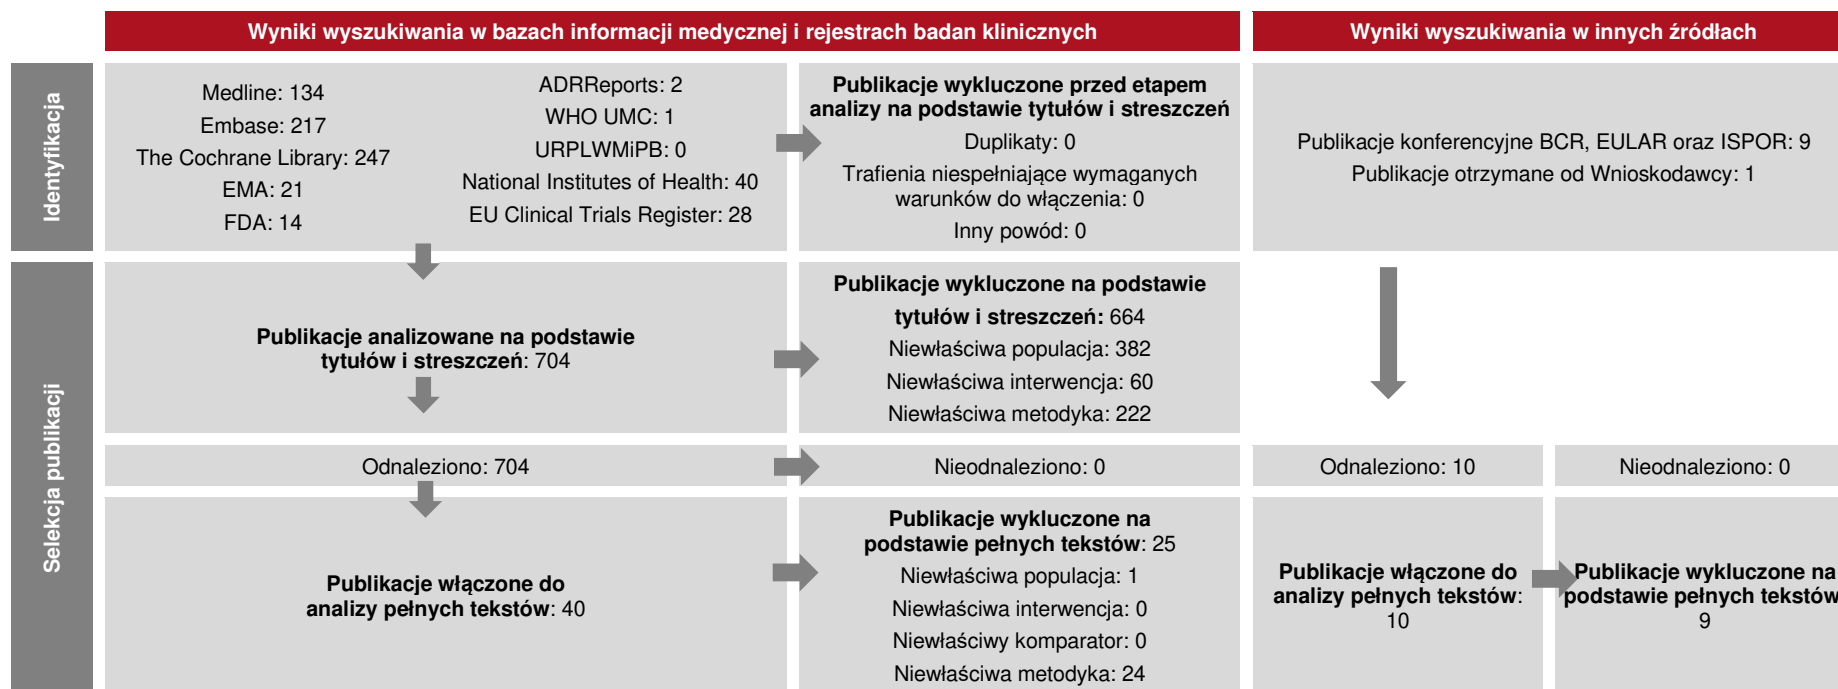 Wyniki wyszukiwania w bazach informacji medycznej i rejestrach badan klinicznych
Wyniki wyszukiwania w innych źródłach
Identyfikacja
Medline: 134
Embase: 217
The Cochrane Library: 247
EMA: 21
FDA: 14
ADRReports: 2
WHO UMC: 1
URPLWMiPB: 0
National Institutes of Health: 40
EU Clinical Trials Register: 28
Publikacje wykluczone przed etapem
analizy na podstawie tytułów i streszczeń
Duplikaty: 0
Trafienia niespełniające wymaganych
warunków do włączenia: 0
Inny powód: 0
Publikacje konferencyjne BCR, EULAR oraz ISPOR: 9
Publikacje otrzymane od Wnioskodawcy: 1
Selekcja publikacji
Publikacje analizowane na podstawie
tytułów i streszczeń: 704
Publikacje wykluczone na podstawie
tytułów i streszczeń: 664
Niewłaściwa populacja: 382
Niewłaściwa interwencja: 60
Niewłaściwa metodyka: 222
Odnaleziono: 704
Nieodnaleziono: 0
Odnaleziono: 10
Nieodnaleziono: 0
Publikacje włączone do
analizy pełnych tekstów: 40
Publikacje wykluczone na
podstawie pełnych tekstów: 25
Niewłaściwa populacja: 1
Niewłaściwa interwencja: 0
Niewłaściwy komparator: 0
Niewłaściwa metodyka: 24
Publikacje włączone do
analizy pełnych tekstów:
10
Publikacje wykluczone na
podstawie pełnych tekstów
9